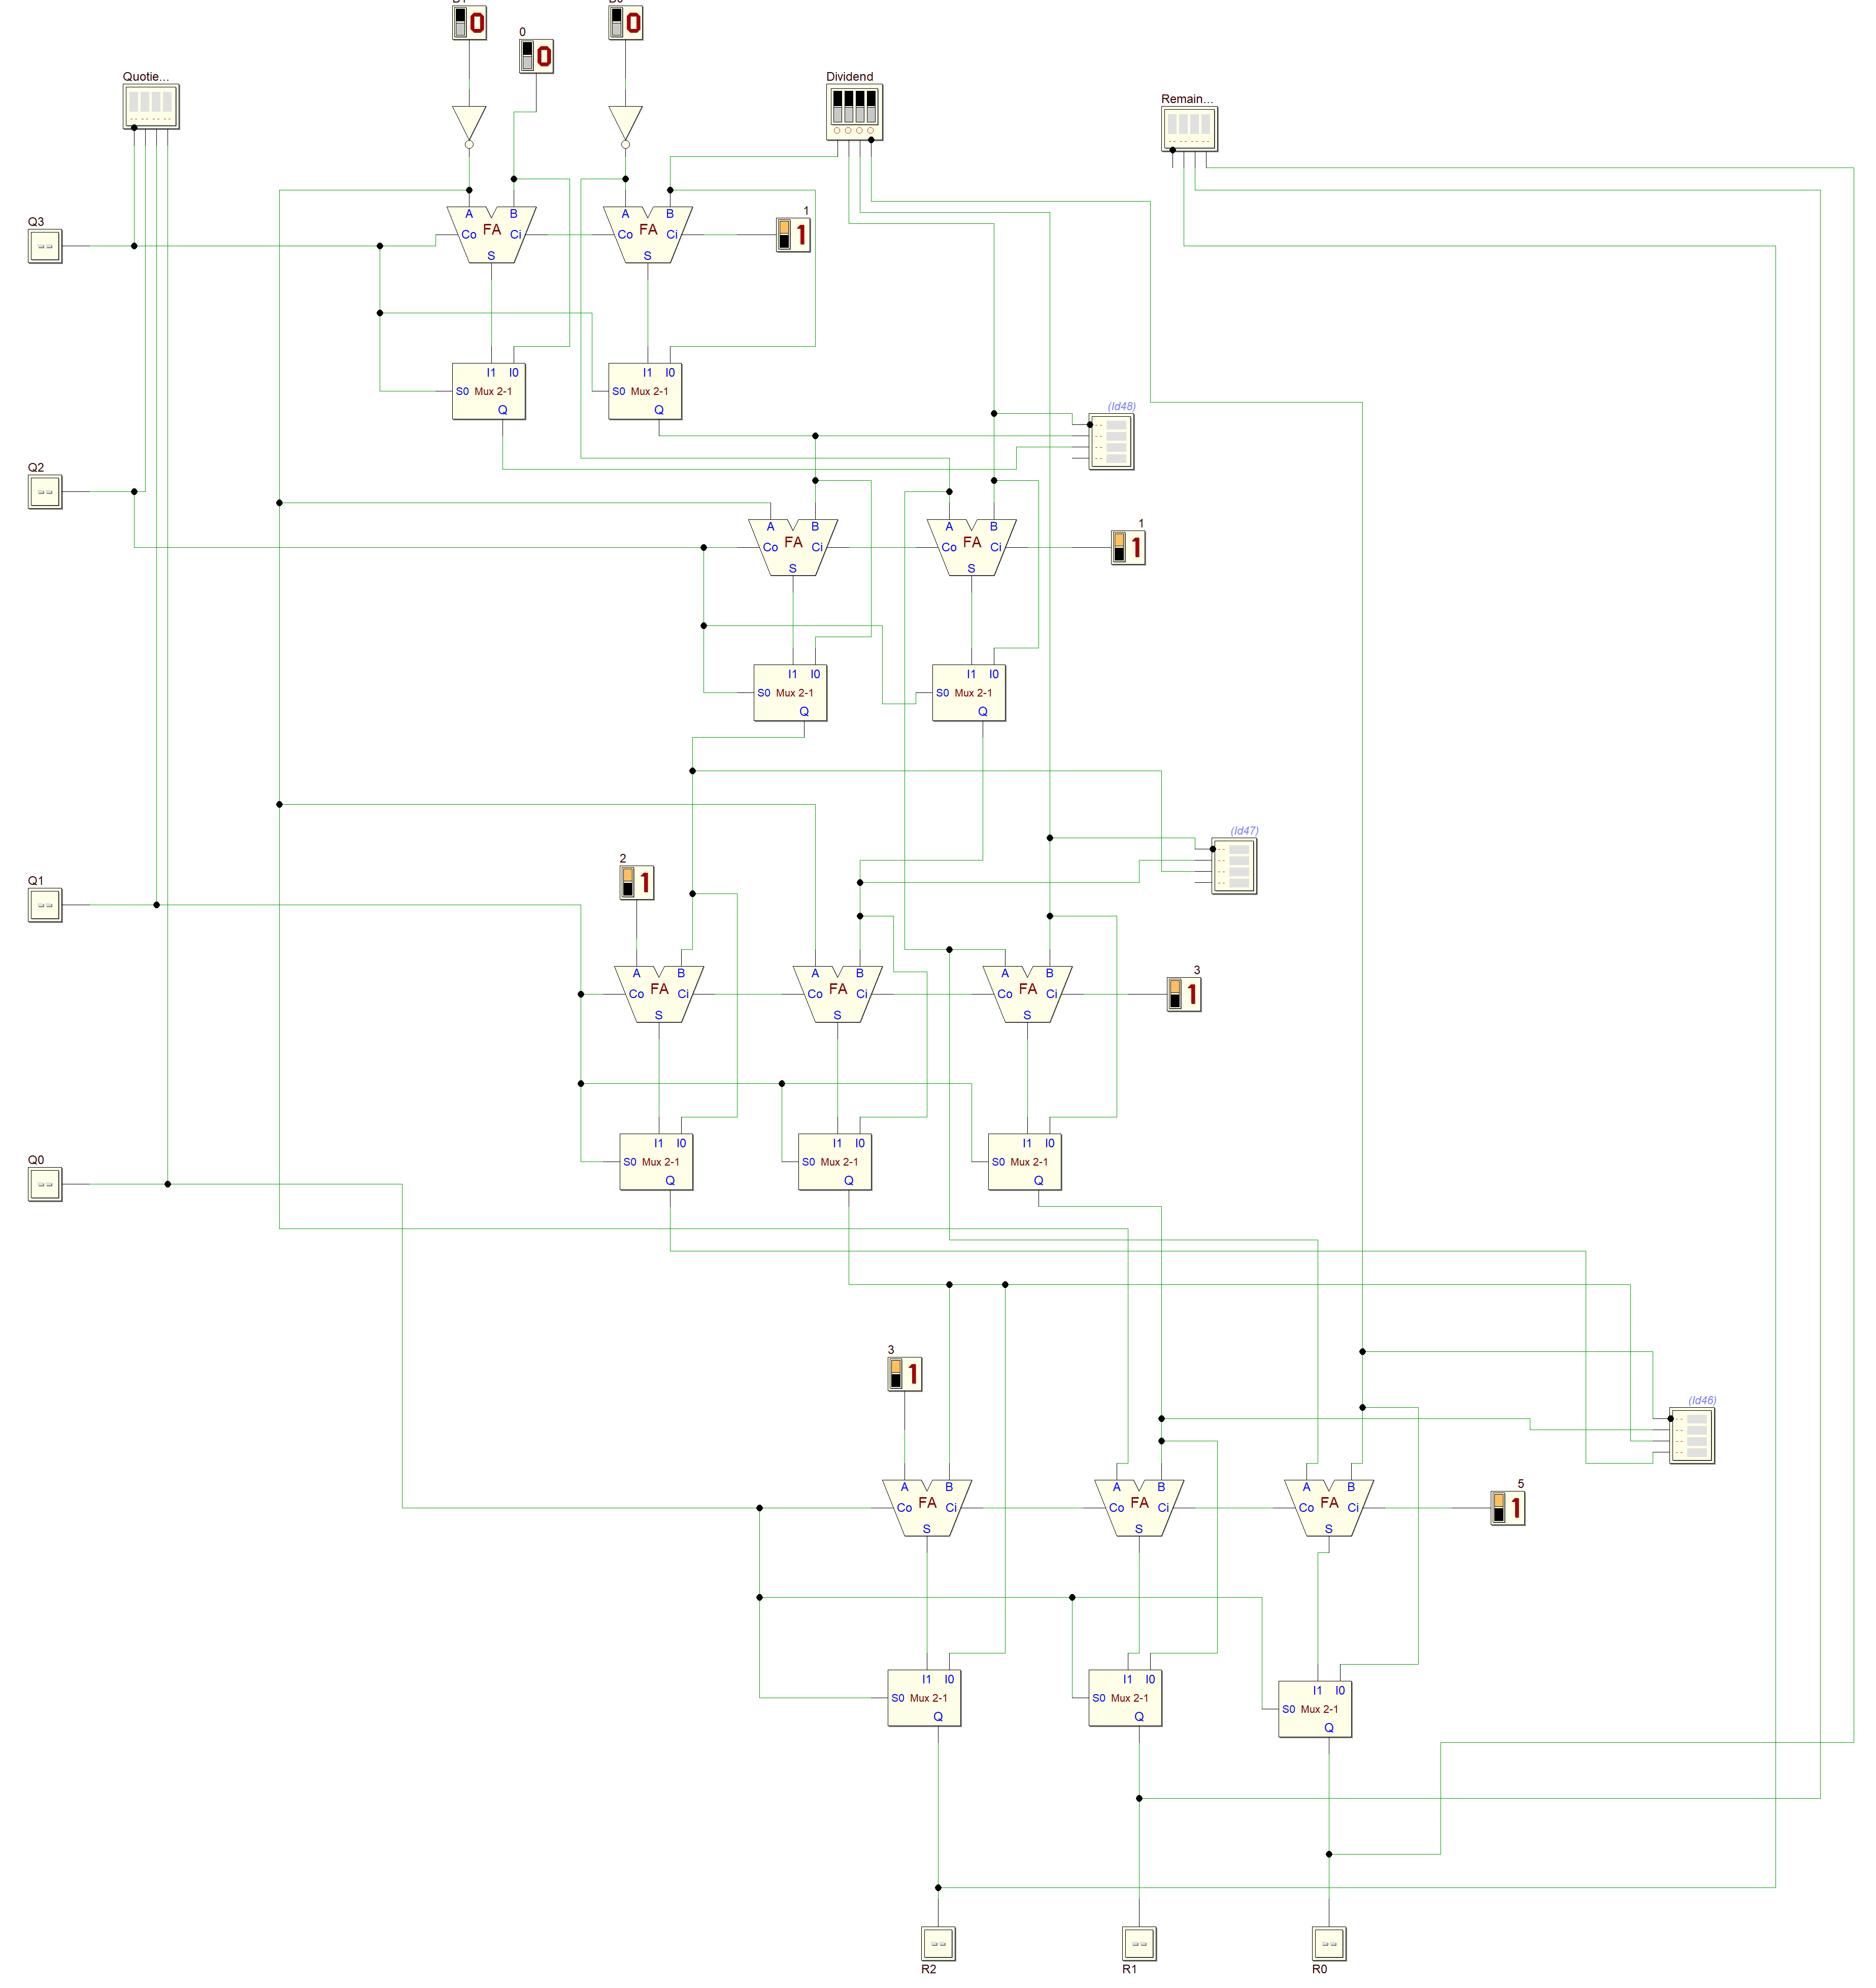 0
0
0
0
Quotie...
Dividend
Remain...
Q3
A B
Co FA Ci
S
A B
Co FA Ci
S
1
1
I1 I0
S0 Mux 2-1
Q
I1 I0
S0 Mux 2-1
Q
(Id48)
Q2
A B
Co FA Ci
S
A B
Co FA Ci
S
1
1
I1 I0
S0 Mux 2-1
Q
I1 I0
S0 Mux 2-1
Q
(Id47)
Q1
2
1
A B
Co FA Ci
S
A B
Co FA Ci
S
A B
Co FA Ci
S
3
1
I1 I0
S0 Mux 2-1
Q
I1 I0
S0 Mux 2-1
Q
I1 I0
S0 Mux 2-1
Q
Q0
3
1
(Id46)
A B
Co FA Ci
S
A B
Co FA Ci
S
A B
Co FA Ci
S
5
1
I1 I0
S0 Mux 2-1
Q
I1 I0
S0 Mux 2-1
Q
I1 I0
S0 Mux 2-1
Q
R2
R1
R0